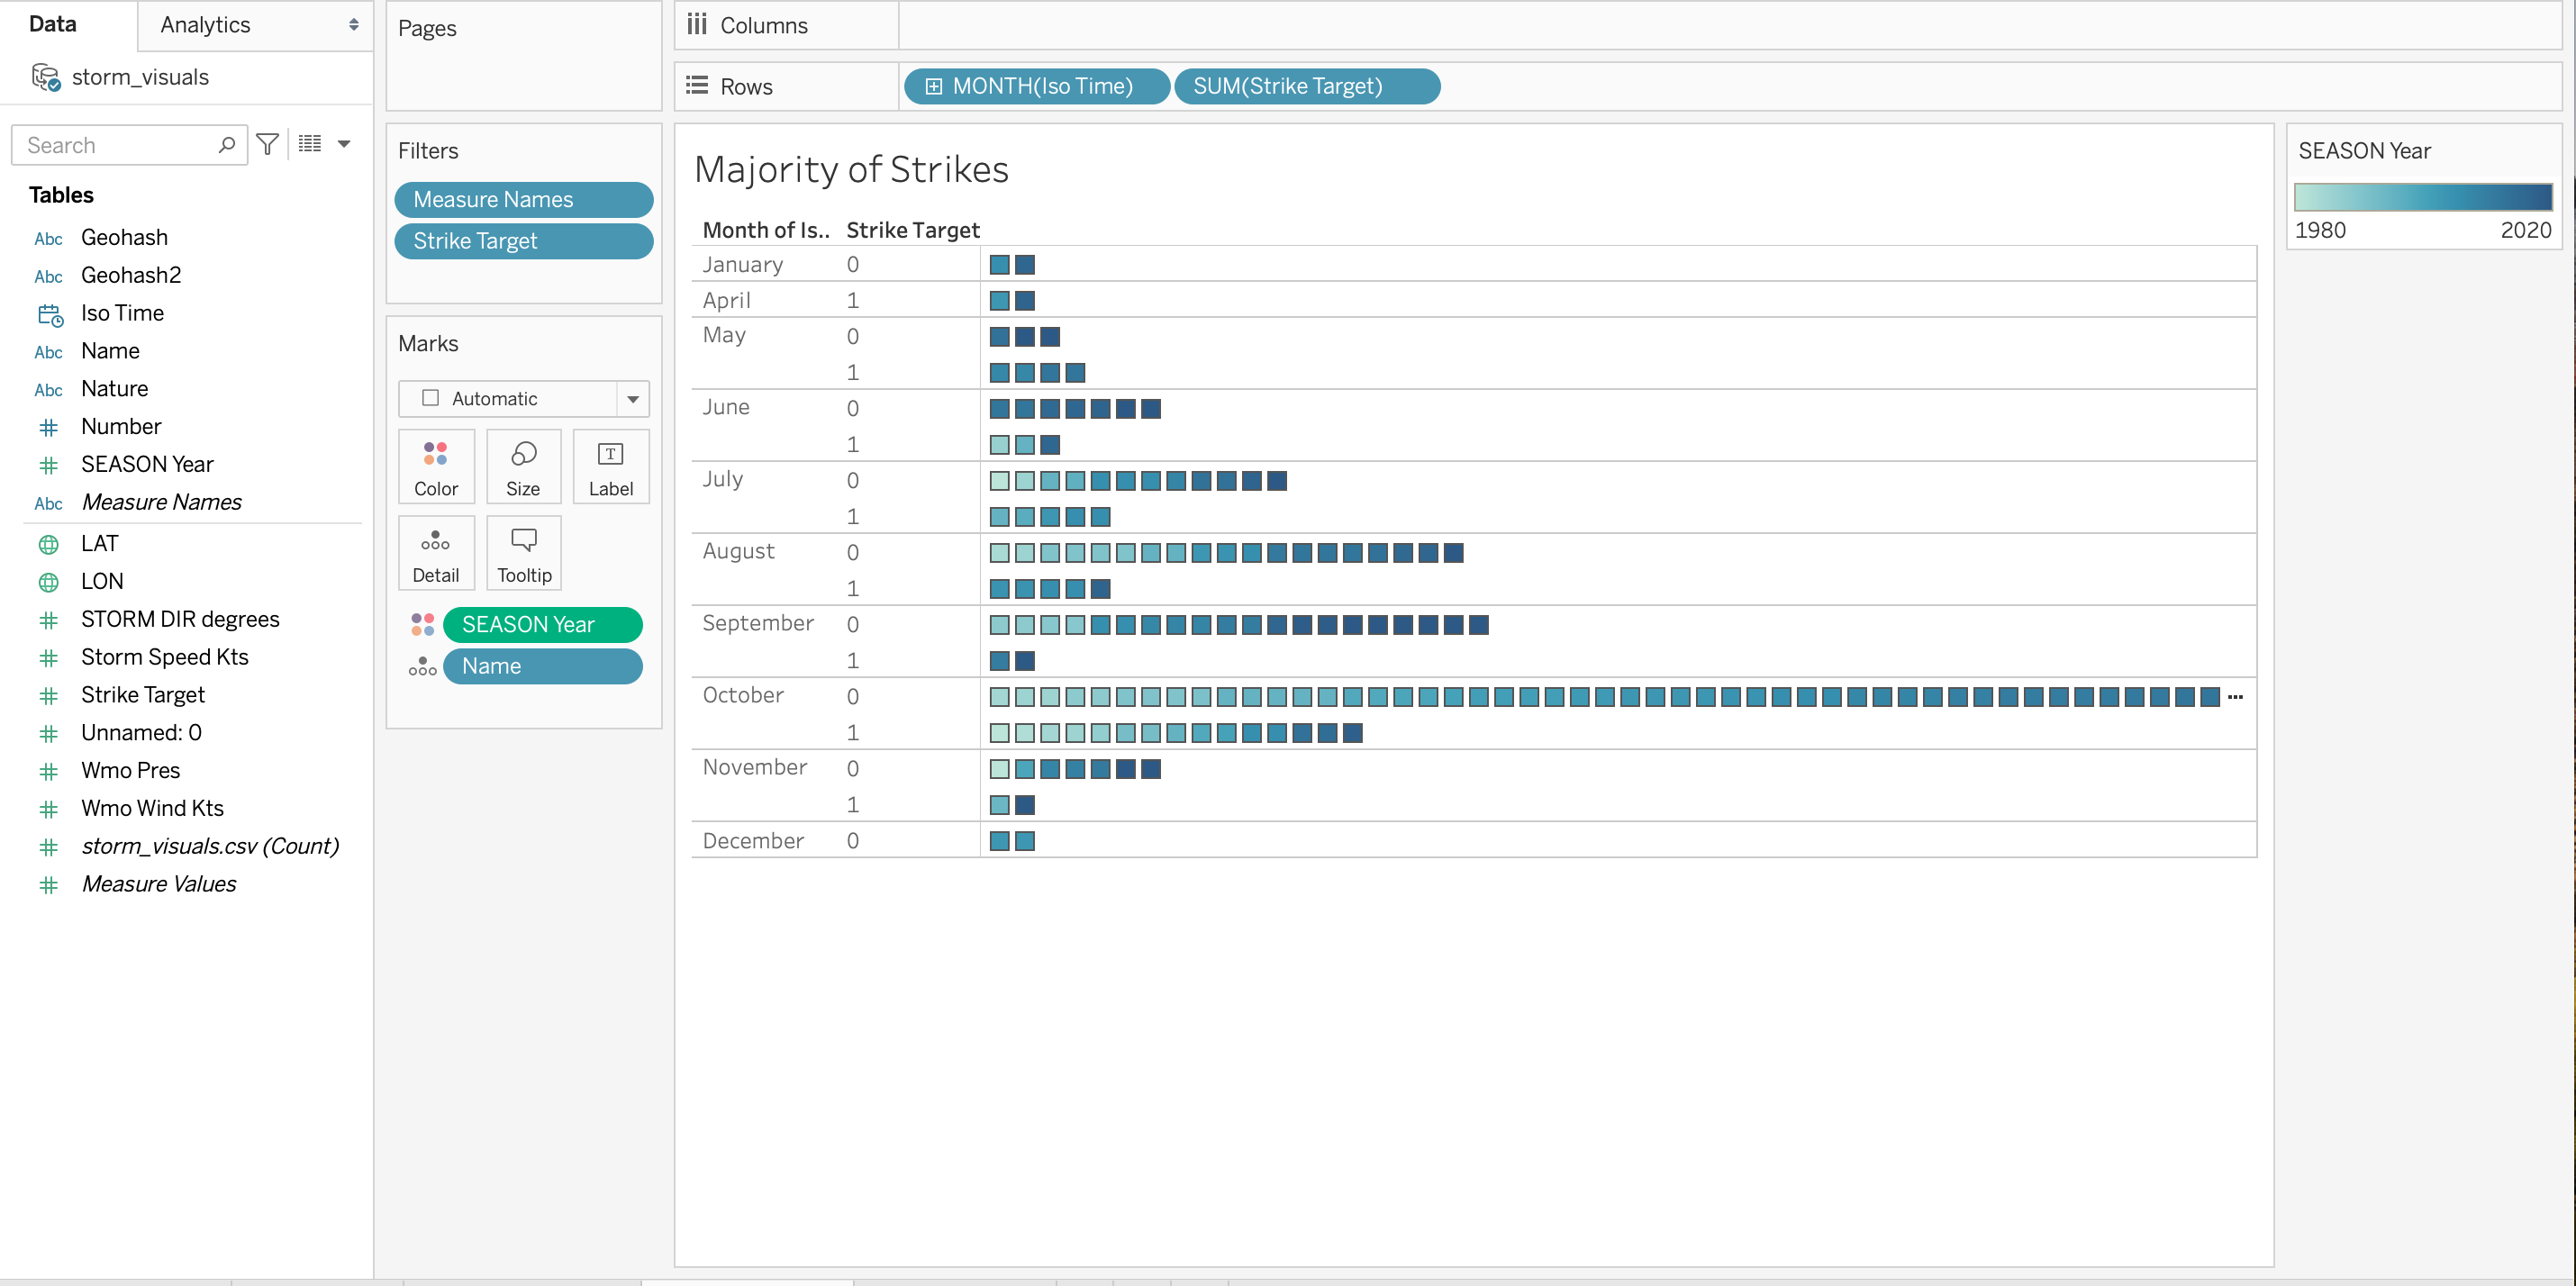 Data
Analytics
storm_visuals
Search
Tables
Abc Geohash
Abc Geohash2
Iso Time
Abc Name
Abc Nature
# Number
# SEASON Year
Abc Measure Names
LAT
LON
# STORM DIR degrees
# Storm Speed Kts
# Strike Target
# Unnamed: 0
# Wmo Pres
# Wmo Wind Kts
# storm_visuals.csv (Count)
# Measure Values
Pages
Filters
Measure Names
Strike Target
Marks
Automatic
Color Size T Label
Detail Tooltip
SEASON Year
Name
Columns
Rows MONTH(Iso Time) SUM(Strike Target)
Majority of Strikes
Month of Is.. Strike Target
January 0
April 1
May 0
1
June 0
1
July 0
1
August 0
1
September 0
1
October 0 ...
1
November 0
1
December 0
SEASON Year
1980 2020